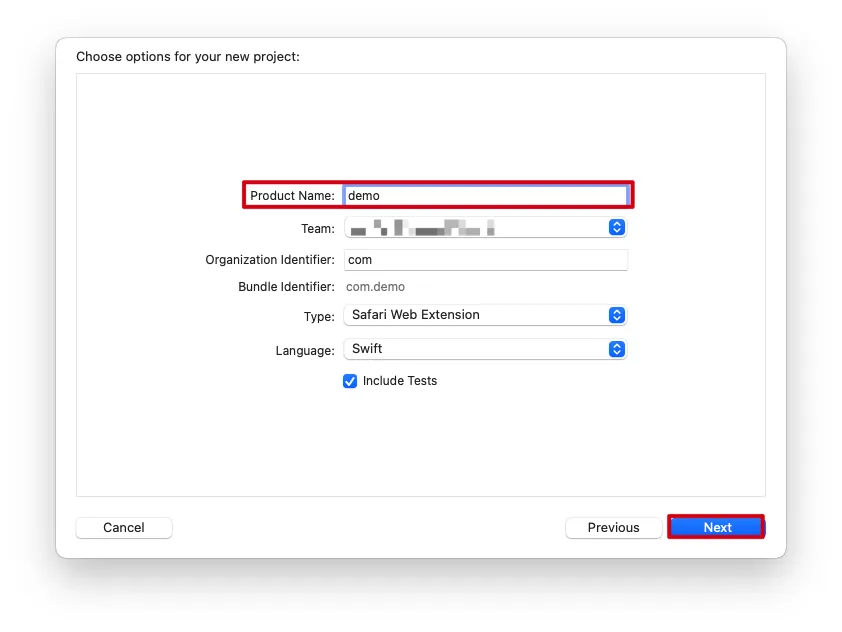 Choose options for your new project:
Product Name: demo
Team:
Organization Identifier: com
Bundle Identifier: com.demo
Type: Safari Web Extension
Language: Swift
Include Tests
Cancel Previous Next